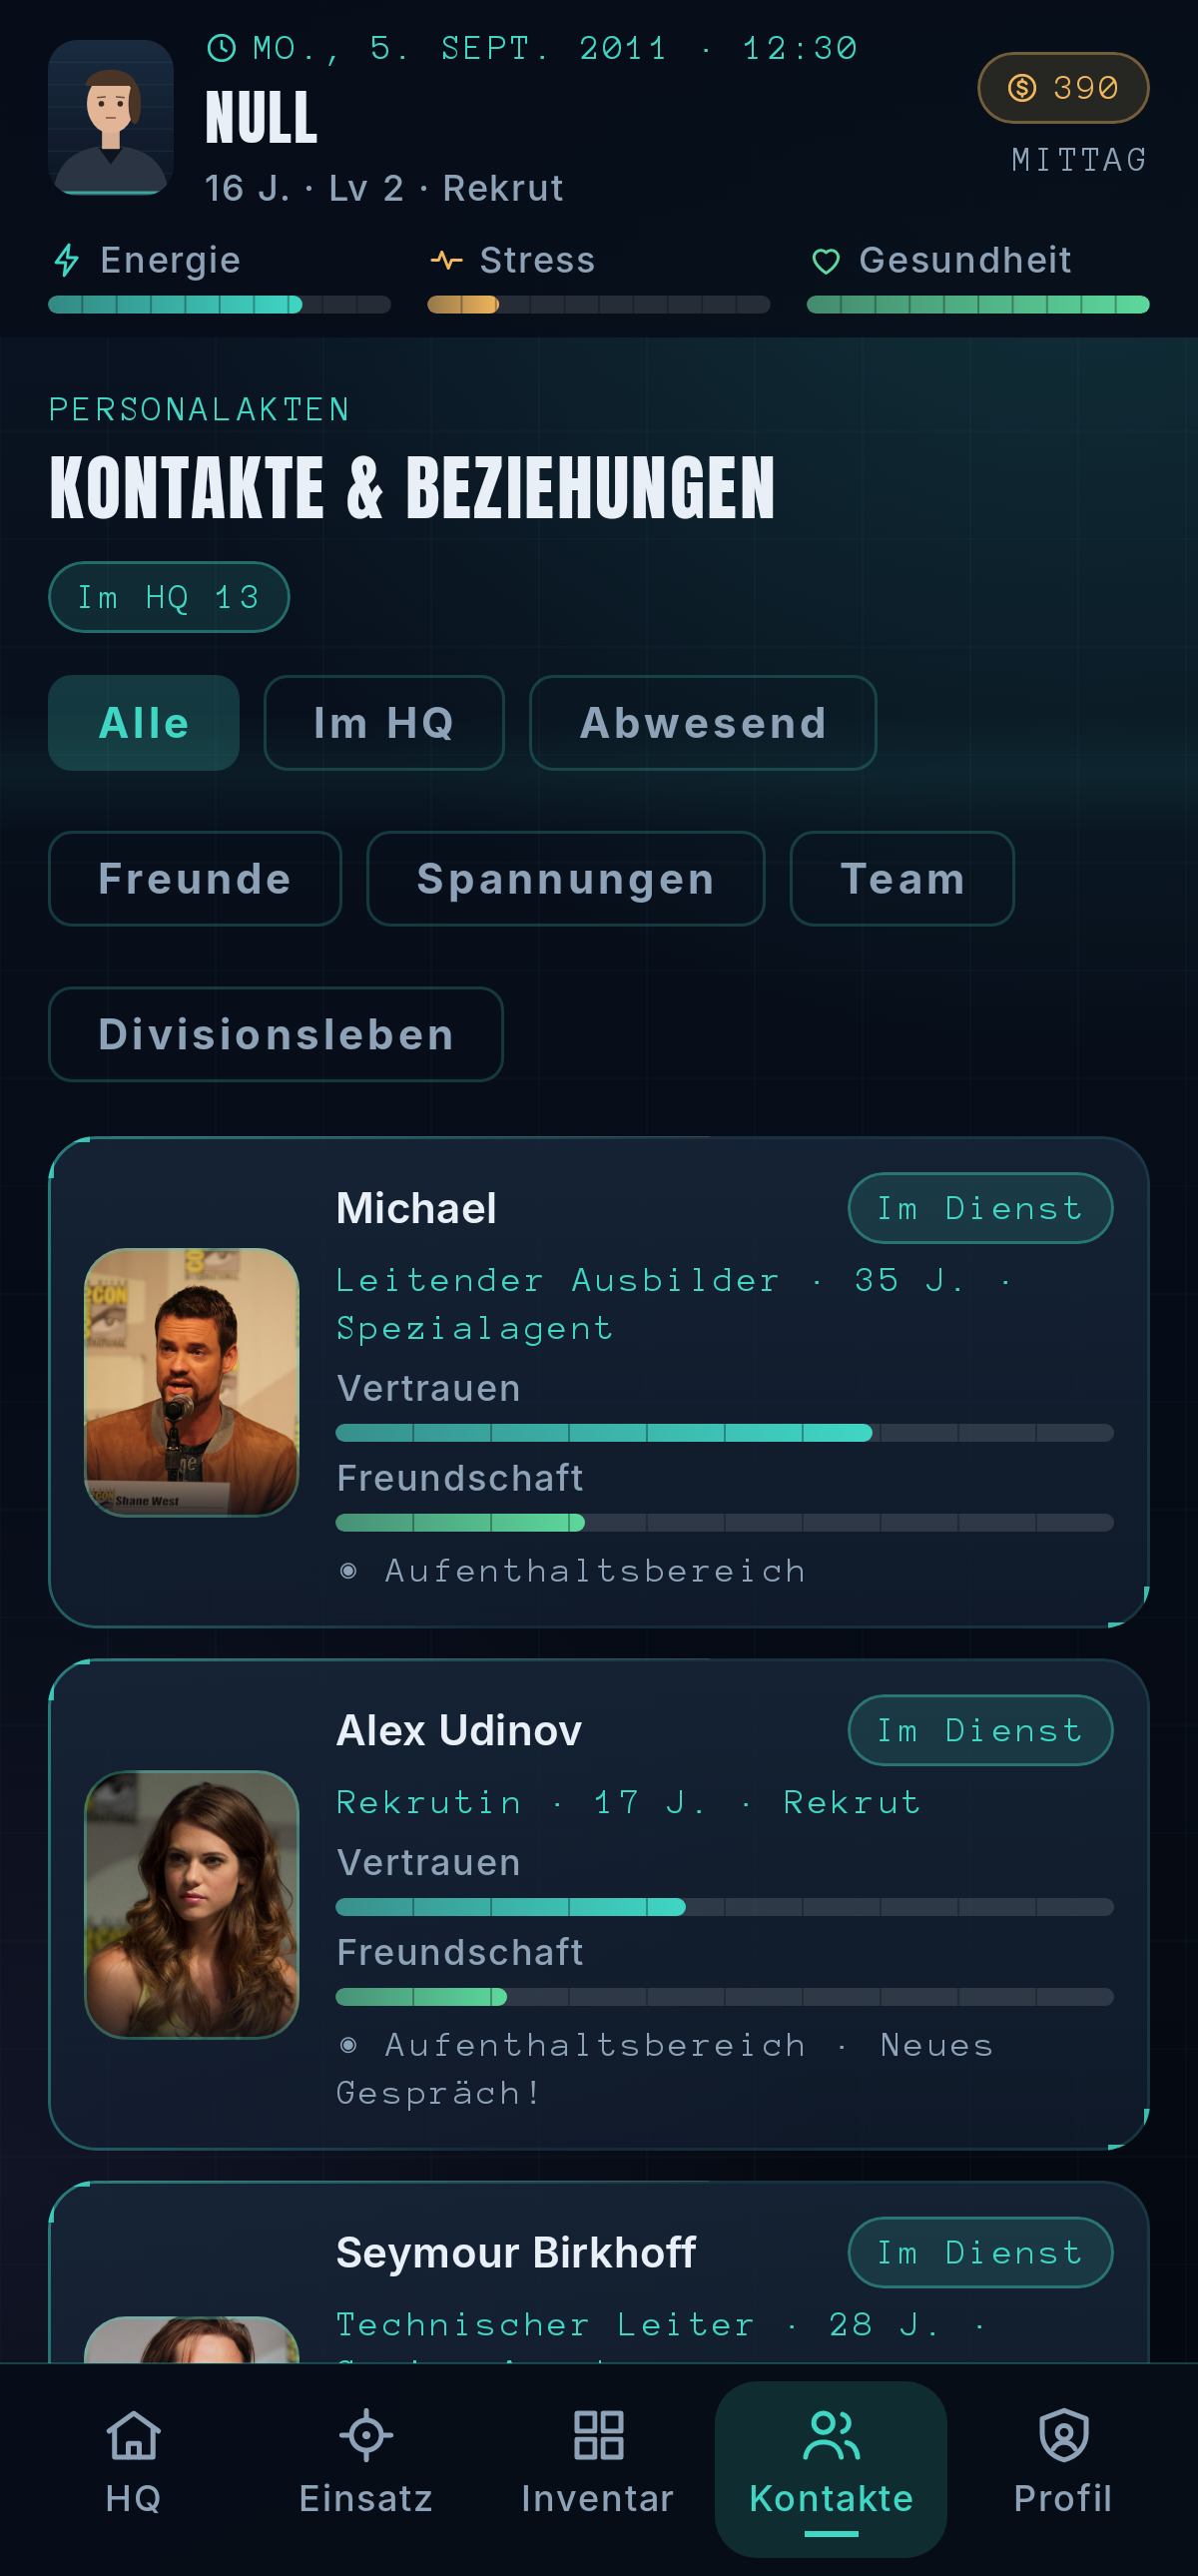 MO., 5. SEPT. 2011 · 12:30
NULL
16 J. · Lv 2 · Rekrut
390
MITTAG
Energie
Stress
Gesundheit
PERSONALAKTEN
KONTAKTE & BEZIEHUNGEN
Im HQ 13
Alle
Im HQ
Abwesend
Freunde
Spannungen
Team
Divisionsleben
Michael
Im Dienst
Leitender Ausbilder · 35 J. ·
Spezialagent
Vertrauen
Freundschaft
Shane West
◉ Aufenthaltsbereich
Alex Udinov
Im Dienst
Rekrutin · 17 J. · Rekrut
Vertrauen
Freundschaft
◉ Aufenthaltsbereich · Neues
Gespräch!
Seymour Birkhoff
Im Dienst
Technischer Leiter · 28 J. ·
HQ
Einsatz
Inventar
Kontakte
Profil